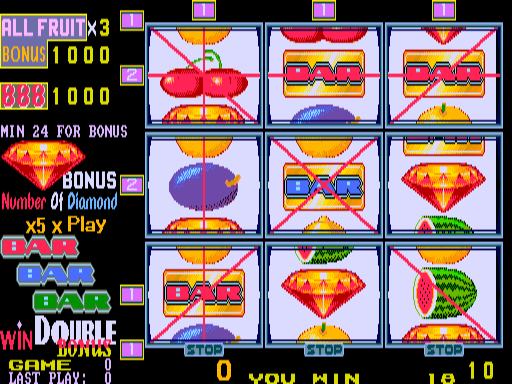 1 1 1
ALL FRUIT x3 1
BONUS 1000
2
888 1000
BAR BAR
MIN 24 FOR BONUS
BONUS
2
BAR
Number Of Diamond
x5 x Play
BAR
BAR
BAR
BAR
1
WIN DOUBLE
BONUS 1
STOP STOP STOP
GAME 0
LAST PLAY: 0
0 YOU WIN 18 10